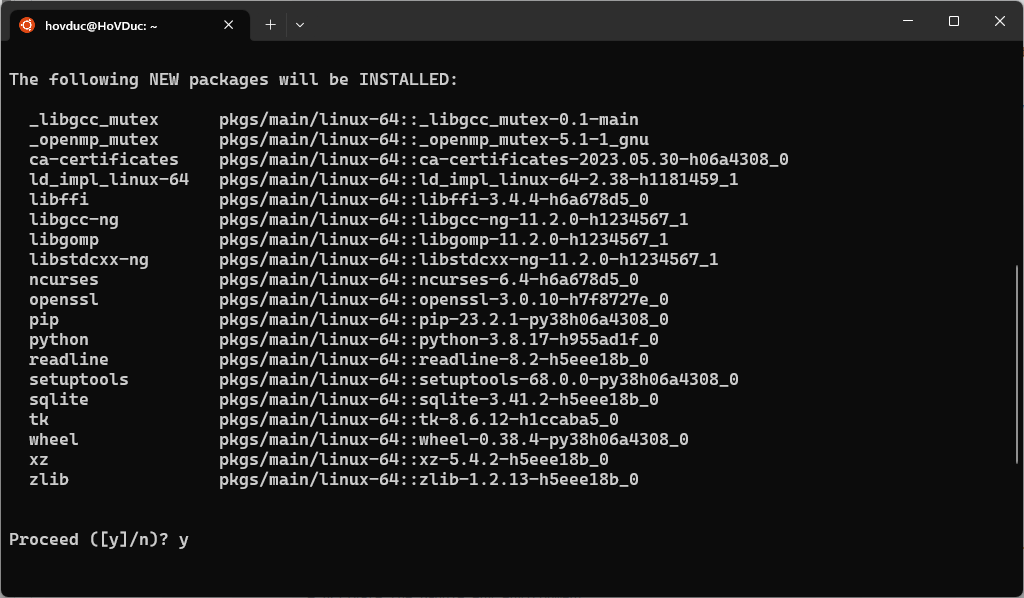 hovduc@HoVDuc: ~
The following NEW packages will be INSTALLED:
_libgcc_mutex pkgs/main/linux-64::_libgcc_mutex-0.1-main
_openmp_mutex pkgs/main/linux-64::_openmp_mutex-5.1-1_gnu
ca-certificates pkgs/main/linux-64::ca-certificates-2023.05.30-h06a4308_0
ld_impl_linux-64 pkgs/main/linux-64::ld_impl_linux-64-2.38-h1181459_1
libffi pkgs/main/linux-64::libffi-3.4.4-h6a678d5_0
libgcc-ng pkgs/main/linux-64::libgcc-ng-11.2.0-h1234567_1
libgomp pkgs/main/linux-64::libgomp-11.2.0-h1234567_1
libstdcxx-ng pkgs/main/linux-64::libstdcxx-ng-11.2.0-h1234567_1
ncurses pkgs/main/linux-64::ncurses-6.4-h6a678d5_0
openssl pkgs/main/linux-64::openssl-3.0.10-h7f8727e_0
pip pkgs/main/linux-64::pip-23.2.1-py38h06a4308_0
python pkgs/main/linux-64::python-3.8.17-h955ad1f_0
readline pkgs/main/linux-64::readline-8.2-h5eee18b_0
setuptools pkgs/main/linux-64::setuptools-68.0.0-py38h06a4308_0
sqlite pkgs/main/linux-64::sqlite-3.41.2-h5eee18b_0
tk pkgs/main/linux-64::tk-8.6.12-h1ccaba5_0
wheel pkgs/main/linux-64::wheel-0.38.4-py38h06a4308_0
xz pkgs/main/linux-64::xz-5.4.2-h5eee18b_0
zlib pkgs/main/linux-64::zlib-1.2.13-h5eee18b_0
Proceed ([y]/n)? y